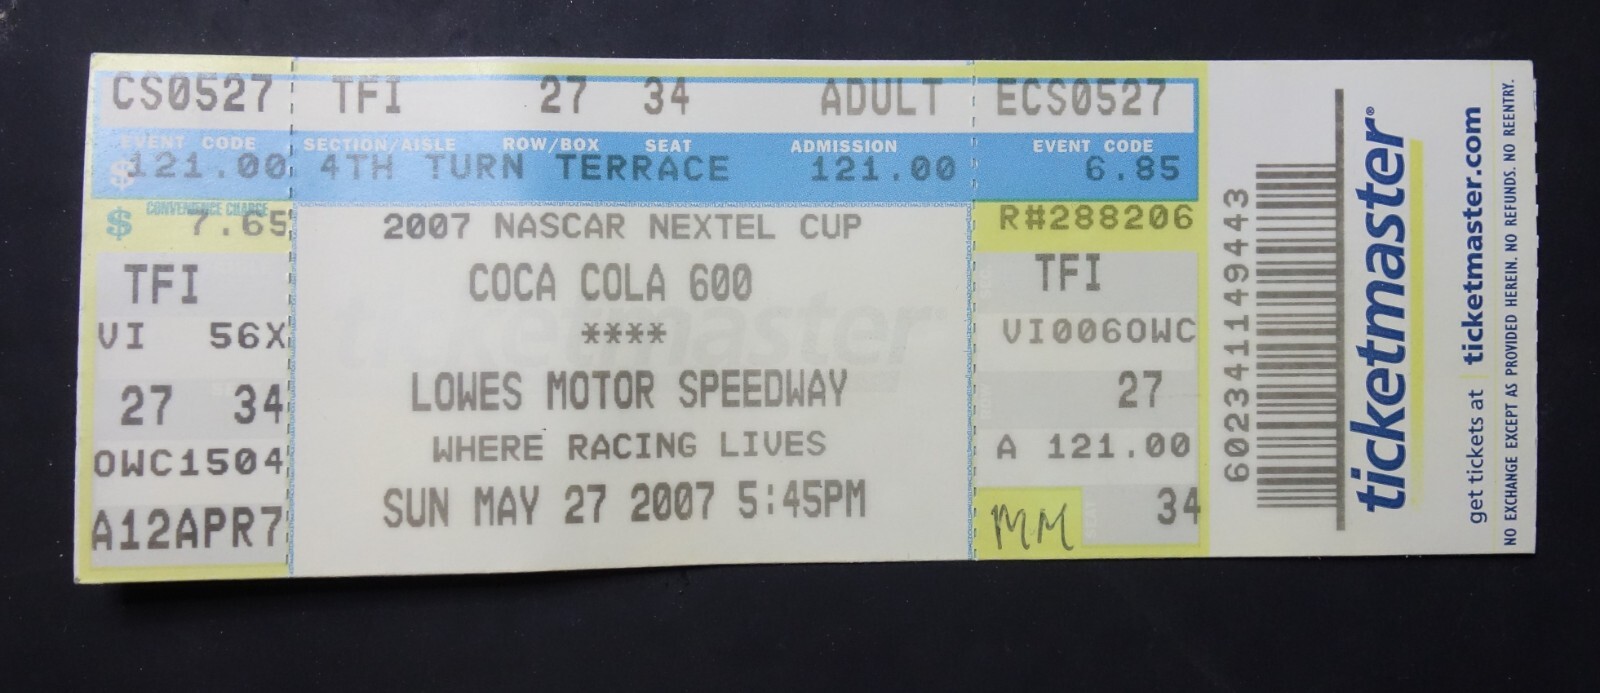 CS0527 TFI 27 34 ADULT ECS0527
EVENT CODE SECTION/AISLE ROW/BOX SEAT ADMISSION EVENT CODE
$ 121.00 4TH TURN TERRACE 121.00 6.85
CONVENIENCE CHARGE
$ 7.65
TFI
VI 56X
27 34
OWC1504
A12APR7
2007 NASCAR NEXTEL CUP
COCA COLA 600
****
LOWES MOTOR SPEEDWAY
WHERE RACING LIVES
SUN MAY 27 2007 5:45PM
ticketmaster
R#288206
TFI
VI006OWC
27
A 121.00
34
SEAT
MM
602341149443
ticketmaster®
get tickets at ticketmaster.com
NO EXCHANGE EXCEPT AS PROVIDED HEREIN. NO REFUNDS. NO REENTRY.